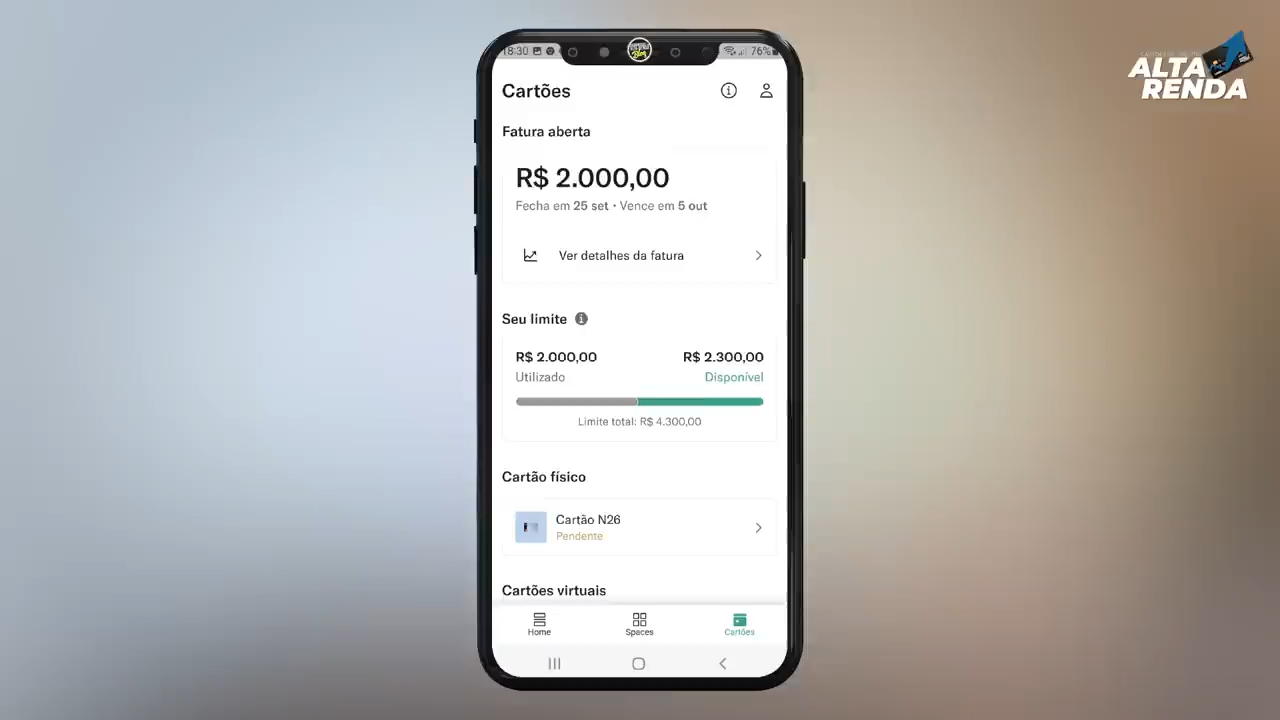 18:30
76%
ALTA
RENDA
Cartões
Fatura aberta
R$ 2.000,00
Fecha em 25 set • Vence em 5 out
Ver detalhes da fatura
Seu limite
R$ 2.000,00 R$ 2.300,00
Utilizado Disponível
Limite total: R$ 4.300,00
Cartão físico
Cartão N26
Pendente
Cartões virtuais
Home Spaces Cartões